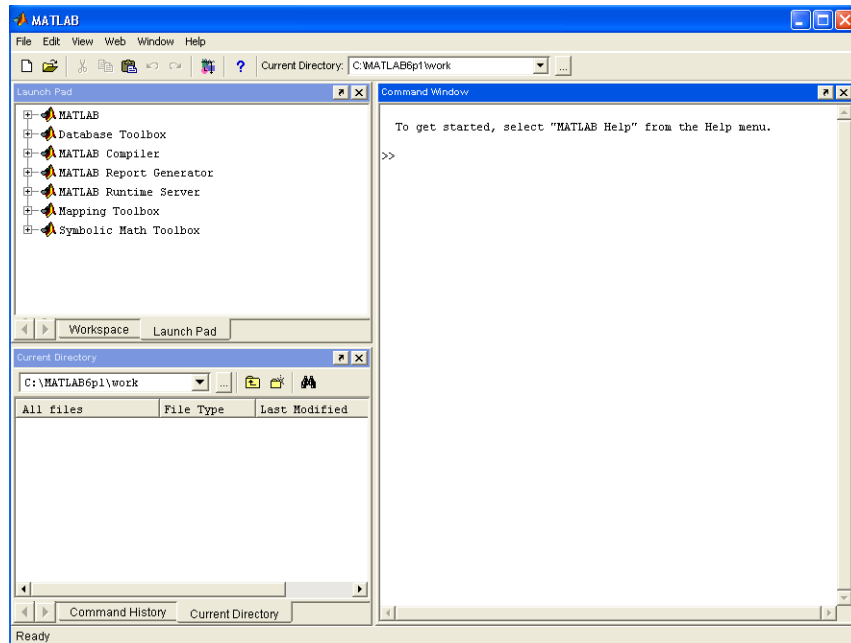 MATLAB
File Edit View Web Window Help
? Current Directory: C:\MATLAB6p1\work ...
Launch Pad
MATLAB
Database Toolbox
MATLAB Compiler
MATLAB Report Generator
MATLAB Runtime Server
Mapping Toolbox
Symbolic Math Toolbox
Workspace Launch Pad
Current Directory
C:\MATLAB6p1\work ...
All files File Type Last Modified
Command History Current Directory
Command Window
To get started, select "MATLAB Help" from the Help menu.
>>
Ready